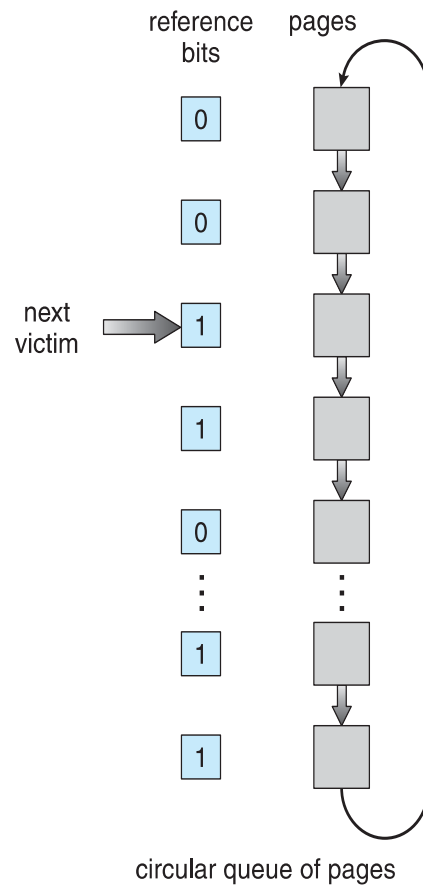 reference bits
pages
0
0
next victim
1
1
0
1
1
circular queue of pages